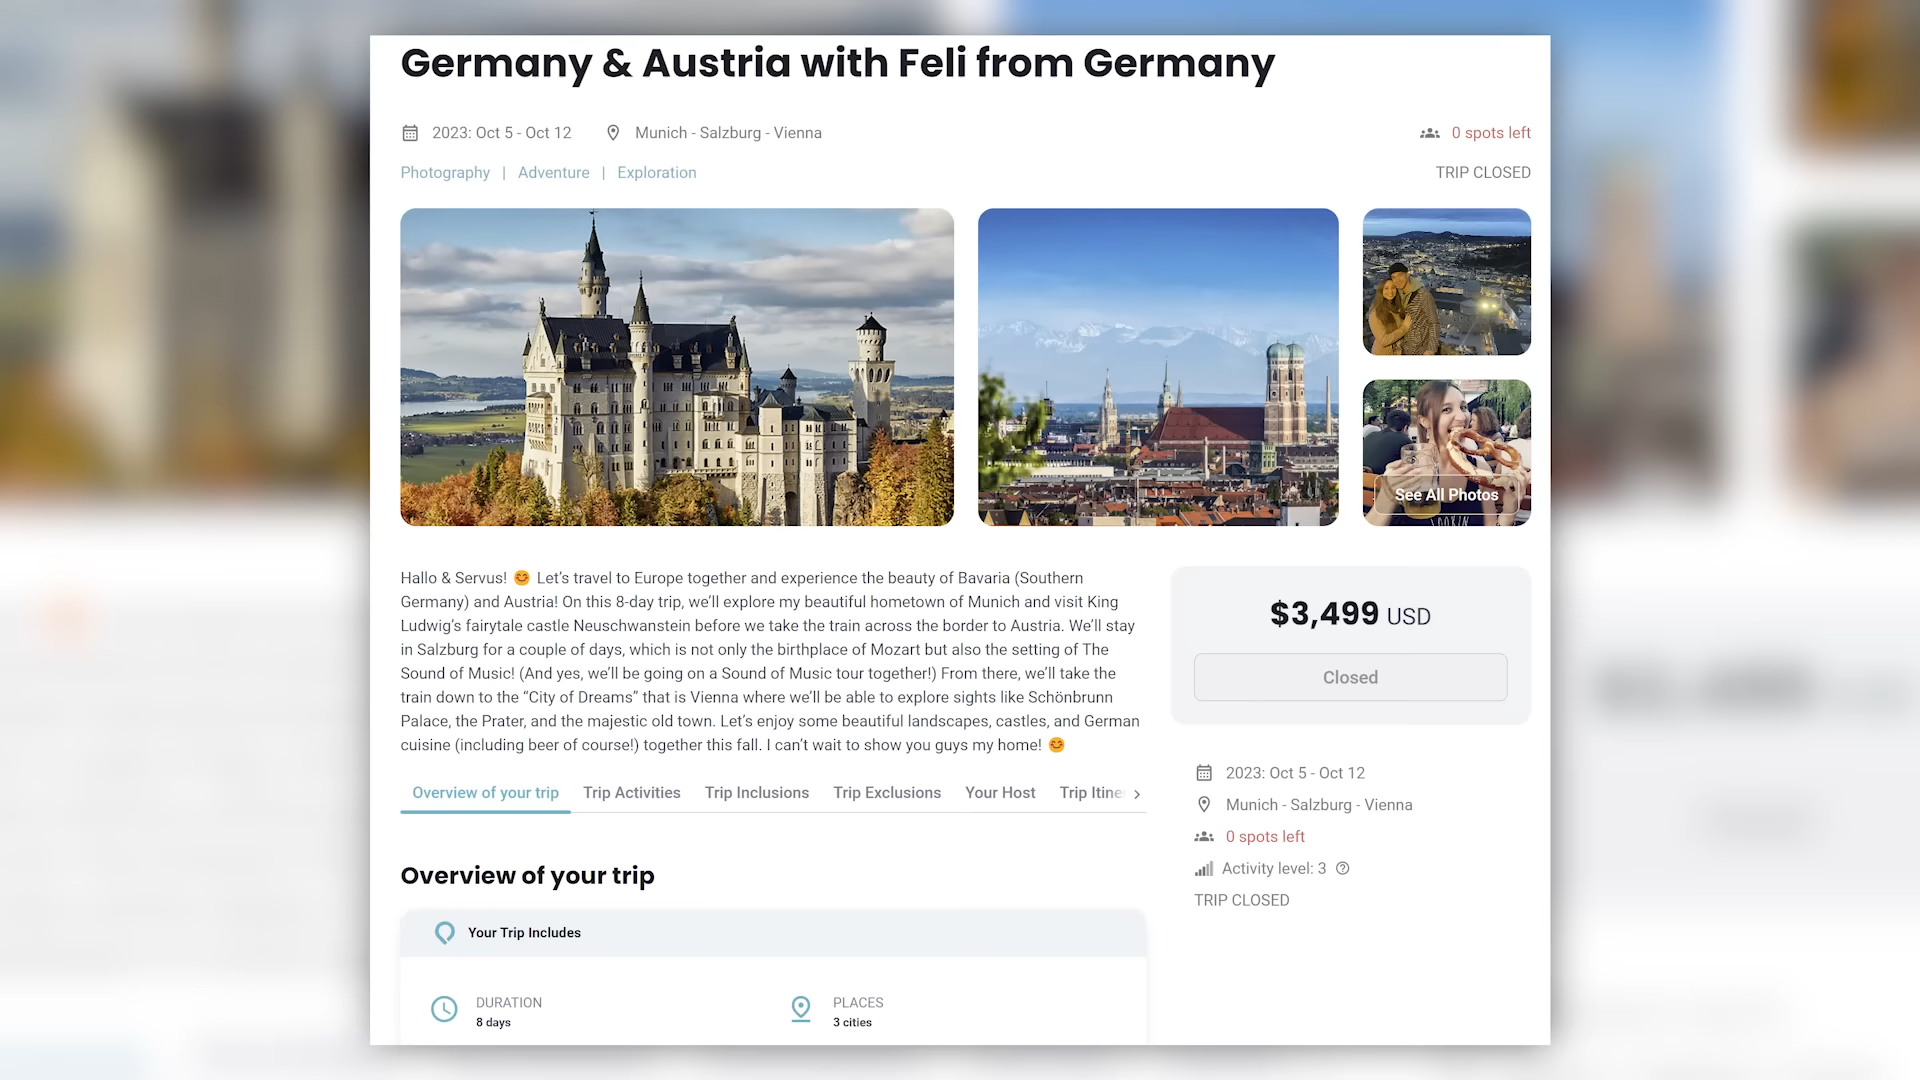 Germany & Austria with Feli from Germany
2023: Oct 5 - Oct 12 Munich - Salzburg - Vienna 0 spots left
Photography | Adventure | Exploration TRIP CLOSED
See All Photos
Hallo & Servus! 😊 Let’s travel to Europe together and experience the beauty of Bavaria (Southern
Germany) and Austria! On this 8-day trip, we’ll explore my beautiful hometown of Munich and visit King
Ludwig’s fairytale castle Neuschwanstein before we take the train across the border to Austria. We’ll stay
in Salzburg for a couple of days, which is not only the birthplace of Mozart but also the setting of The
Sound of Music! (And yes, we’ll be going on a Sound of Music tour together!) From there, we’ll take the
train down to the “City of Dreams” that is Vienna where we’ll be able to explore sights like Schönbrunn
Palace, the Prater, and the majestic old town. Let’s enjoy some beautiful landscapes, castles, and German
cuisine (including beer of course!) together this fall. I can’t wait to show you guys my home! 😊
$3,499 USD
Closed
2023: Oct 5 - Oct 12
Munich - Salzburg - Vienna
0 spots left
Activity level: 3
TRIP CLOSED
Overview of your trip Trip Activities Trip Inclusions Trip Exclusions Your Host Trip Itine
Overview of your trip
Your Trip Includes
DURATION
8 days
PLACES
3 cities